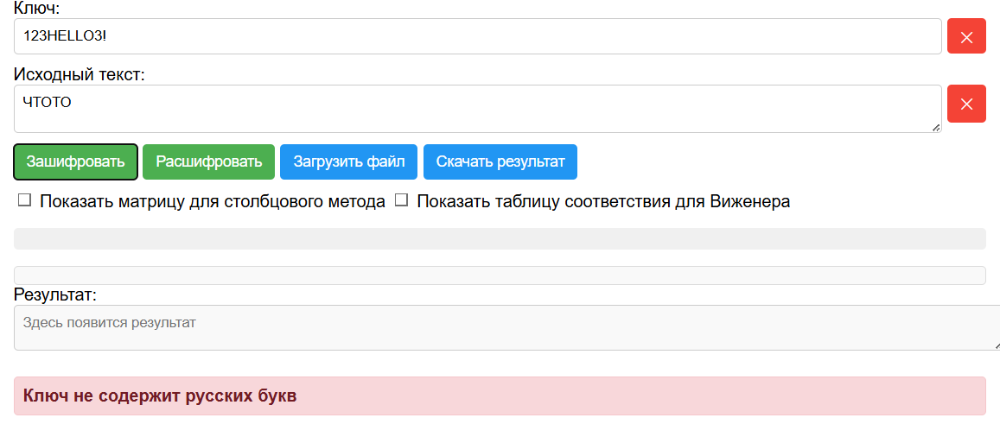 Ключ:
123HELLO3!
Исходный текст:
ЧТОТО
Зашифровать Расшифровать Загрузить файл Скачать результат
Показать матрицу для столбцового метода Показать таблицу соответствия для Виженера
Результат:
Здесь появится результат
Ключ не содержит русских букв